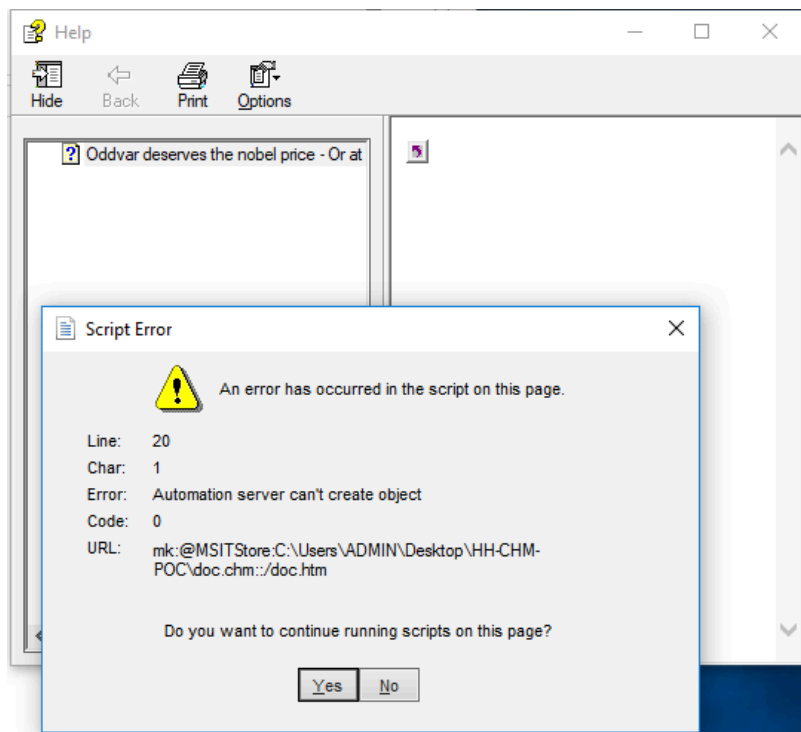 Help
Hide Back Print Options
Oddvar deserves the nobel price - Or at
Script Error
An error has occurred in the script on this page.
Line: 20
Char: 1
Error: Automation server can't create object
Code: 0
URL: mk:@MSITStore:C:\Users\ADMIN\Desktop\HH-CHM-
POC\doc.chm::/doc.htm
Do you want to continue running scripts on this page?
Yes No